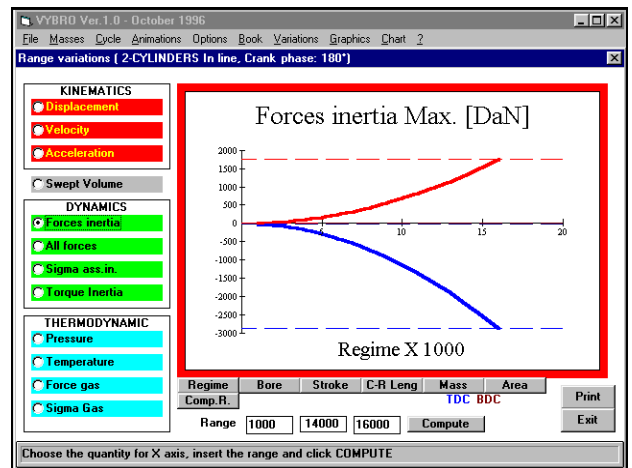 VYBRO Ver.1.0 - October 1996
File Masses Cycle Animations Options Book Variations Graphics Chart ?
Range variations ( 2-CYLINDERS In line, Crank phase: 180°)
KINEMATICS
Displacement
Velocity
Acceleration
Swept Volume
DYNAMICS
Forces inertia
All forces
Sigma ass.in.
Torque Inertia
THERMODYNAMIC
Pressure
Temperature
Force gas
Sigma Gas
Forces inertia Max. [DaN]
2000
1500
1000
500
0
-500
-1000
-1500
-2000
-2500
-3000
5 10 15 20
Regime X 1000
Regime Bore Stroke C-R Leng Mass Area
Comp.R. TDC BDC
Range 1000 14000 16000 Compute
Print
Exit
Choose the quantity for X axis, insert the range and click COMPUTE